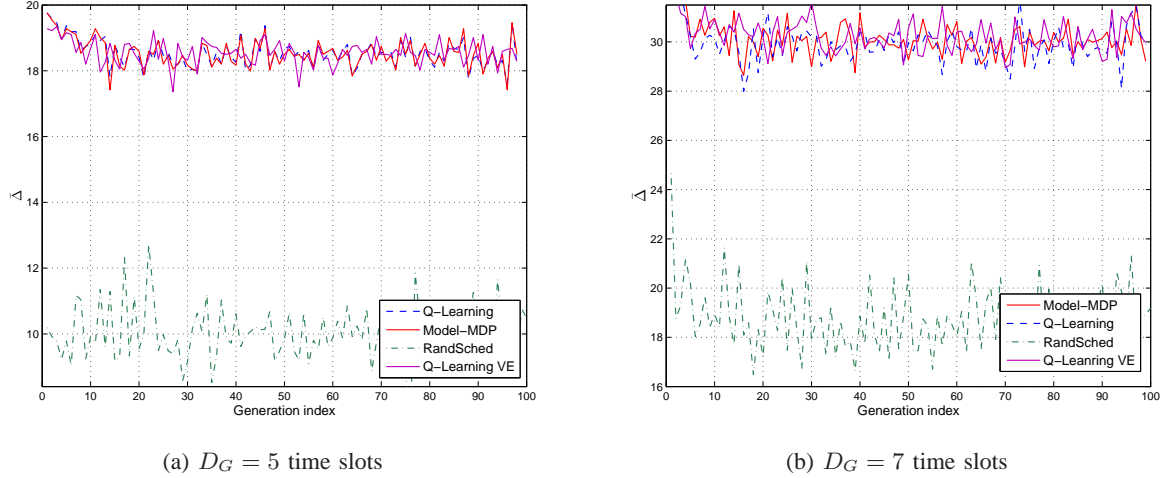 20
18
16
14
12
10
Δ̄
0 10 20 30 40 50 60 70 80 90 100
Generation index
Q−Learning
Model−MDP
RandSched
Q−Learning VE
(a) D_G = 5 time slots
30
28
26
24
22
20
18
16
Δ̄
0 10 20 30 40 50 60 70 80 90 100
Generation index
Model−MDP
Q−Learning
RandSched
Q−Learning VE
(b) D_G = 7 time slots